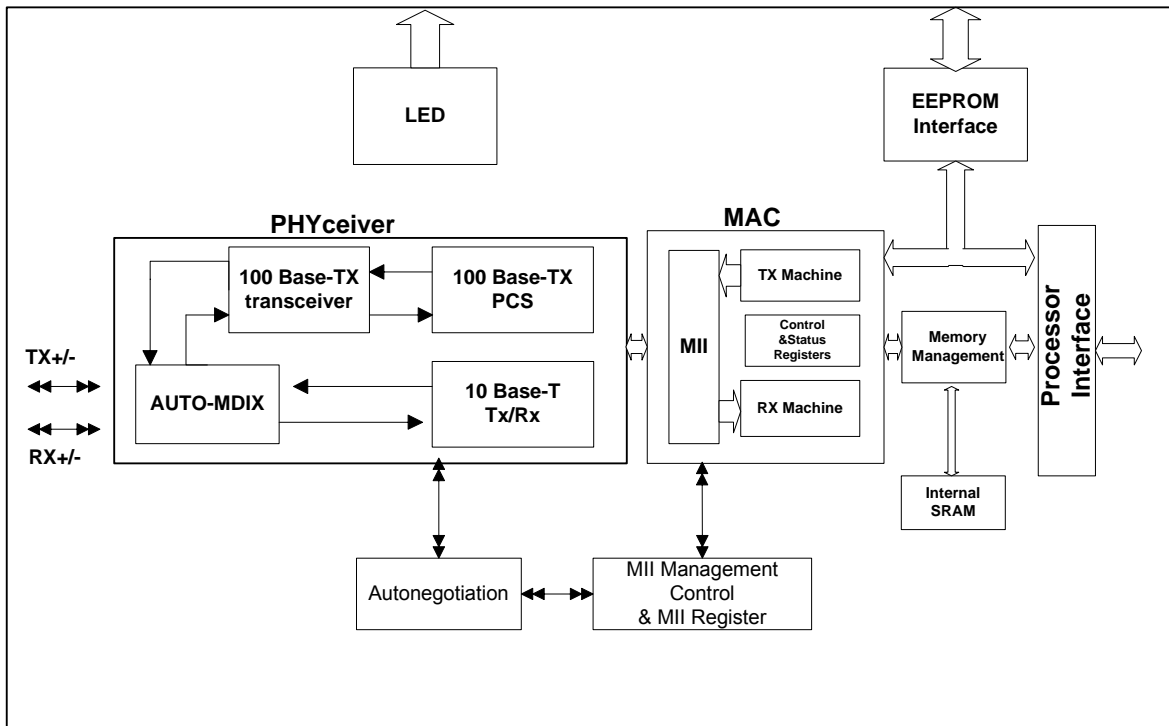 LED
EEPROM
Interface
PHYceiver
MAC
100 Base-TX
transceiver
100 Base-TX
PCS
TX+/-
AUTO-MDIX
10 Base-T
Tx/Rx
RX+/-
MII
TX Machine
Control
&Status
Registers
RX Machine
Memory
Management
Processor
Interface
Internal
SRAM
Autonegotiation
MII Management
Control
& MII Register